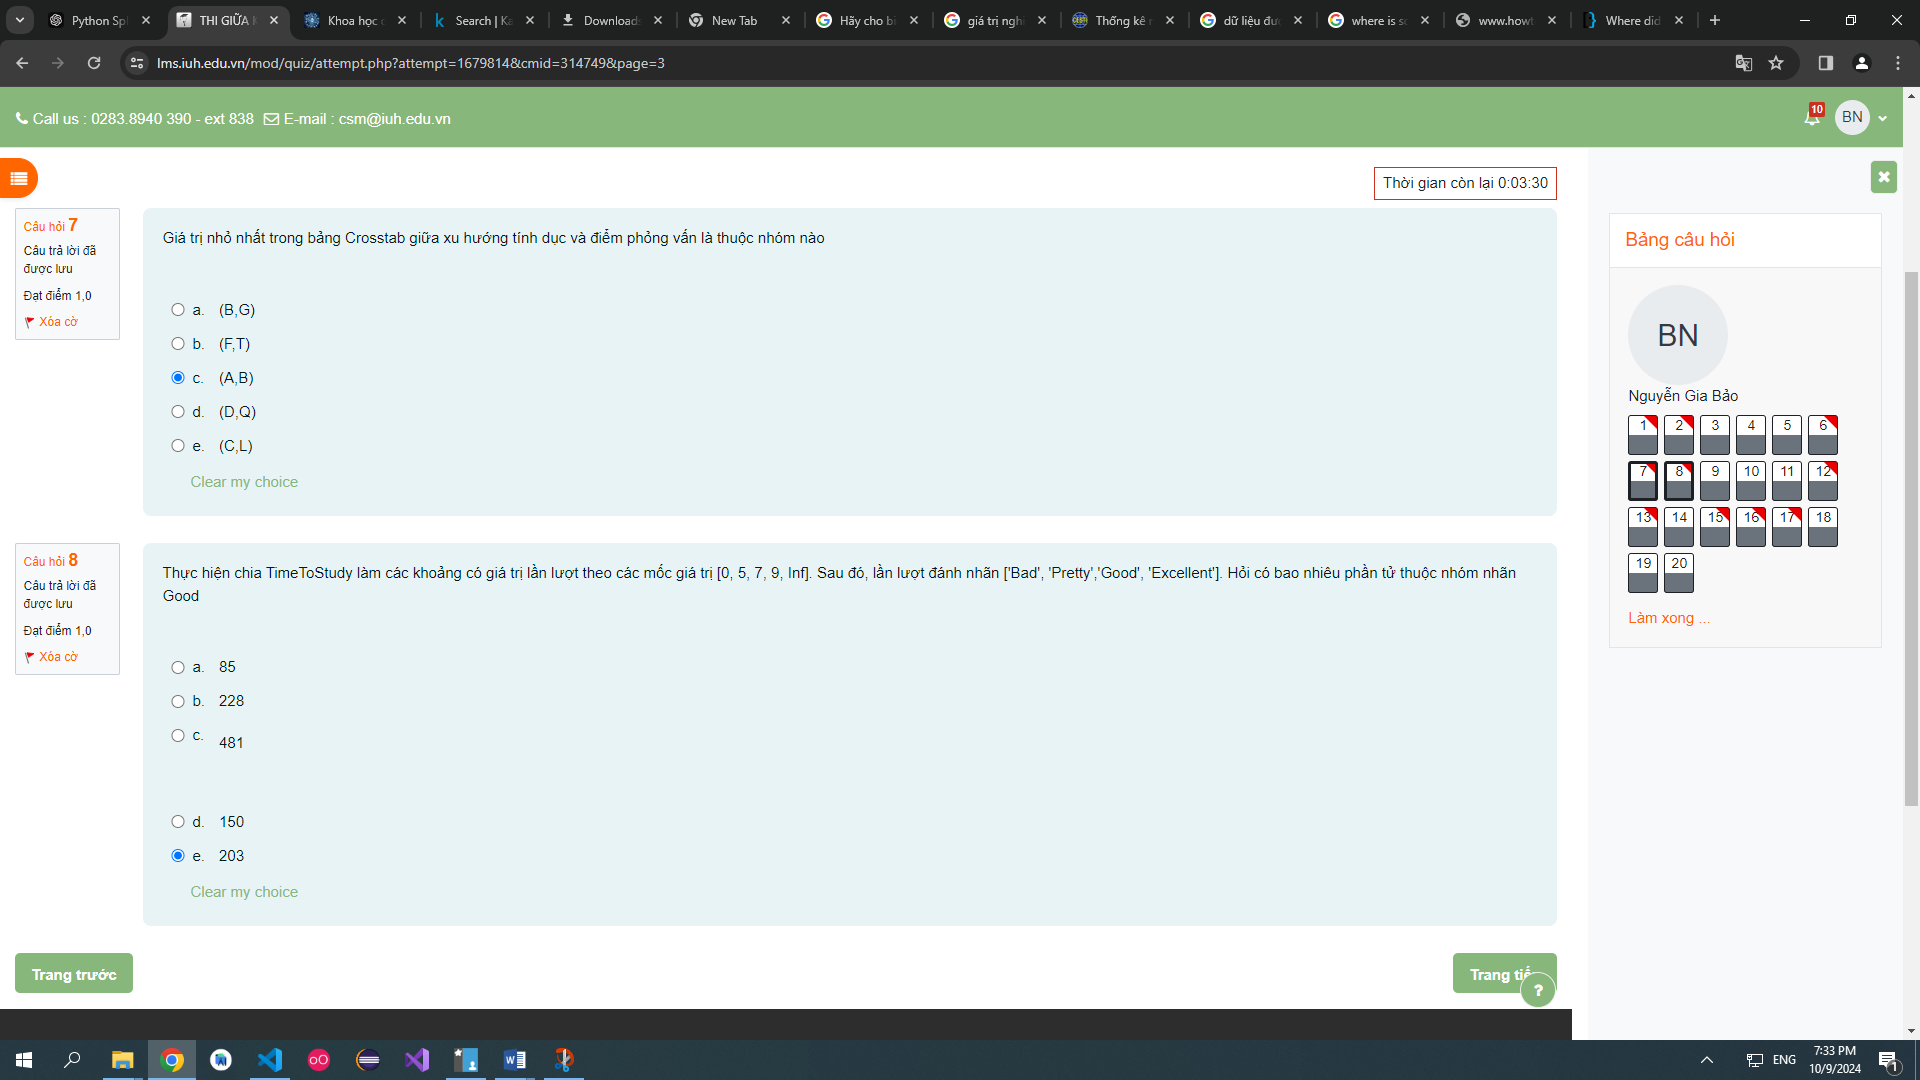 Python Spl
THI GIỮA K
Khoa học d
Search | Ka
Downloads
New Tab
Hãy cho bi
giá trị nghi
Thống kê
dữ liệu đư
where is
www.howt
Where did
lms.iuh.edu.vn/mod/quiz/attempt.php?attempt=1679814&cmid=314749&page=3
Call us : 0283.8940 390 - ext 838 E-mail : csm@iuh.edu.vn
10
BN
Thời gian còn lại 0:03:30
Câu hỏi 7
Câu trả lời đã
được lưu
Đạt điểm 1,0
Xóa cờ
Giá trị nhỏ nhất trong bảng Crosstab giữa xu hướng tính dục và điểm phỏng vấn là thuộc nhóm nào
a. (B,G)
b. (F,T)
c. (A,B)
d. (D,Q)
e. (C,L)
Clear my choice
Câu hỏi 8
Câu trả lời đã
được lưu
Đạt điểm 1,0
Xóa cờ
Thực hiện chia TimeToStudy làm các khoảng có giá trị lần lượt theo các mốc giá trị [0, 5, 7, 9, Inf]. Sau đó, lần lượt đánh nhãn ['Bad', 'Pretty','Good', 'Excellent']. Hỏi có bao nhiêu phần tử thuộc nhóm nhãn
Good
a. 85
b. 228
c. 481
d. 150
e. 203
Clear my choice
Trang trước
Trang tiế
?
Bảng câu hỏi
BN
Nguyễn Gia Bảo
1 2 3 4 5 6
7 8 9 10 11 12
13 14 15 16 17 18
19 20
Làm xong ...
ENG
7:33 PM
10/9/2024
1